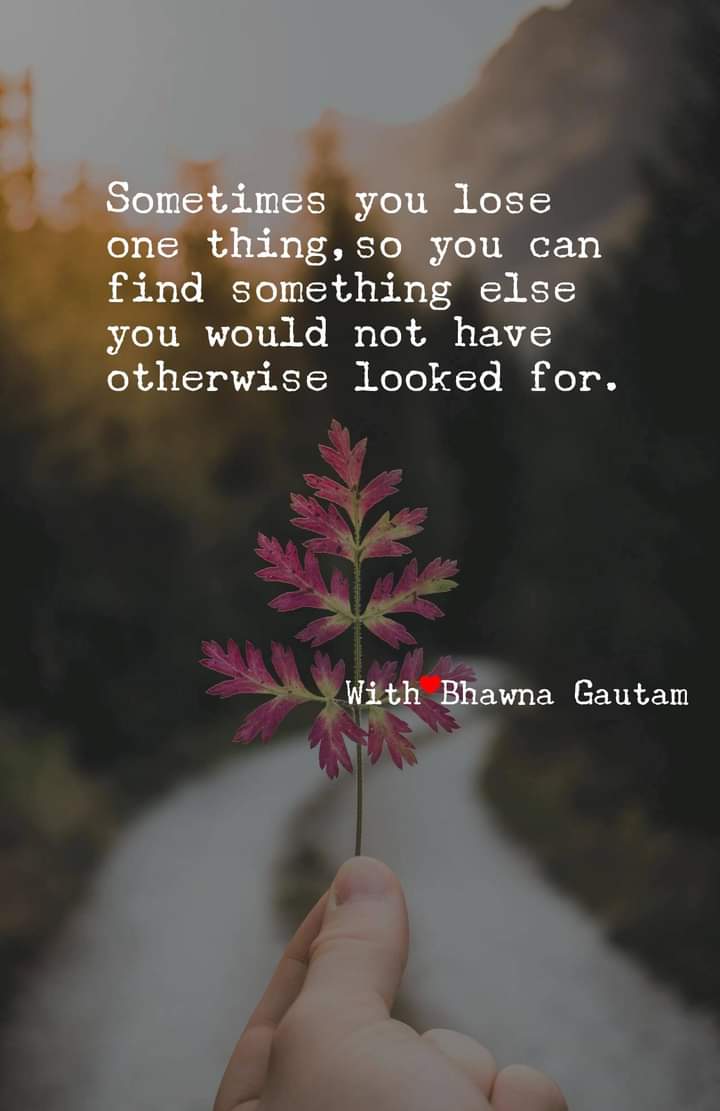 Sometimes you lose
one thing,so you can
find something else
you would not have
otherwise looked for.
With❤Bhawna Gautam